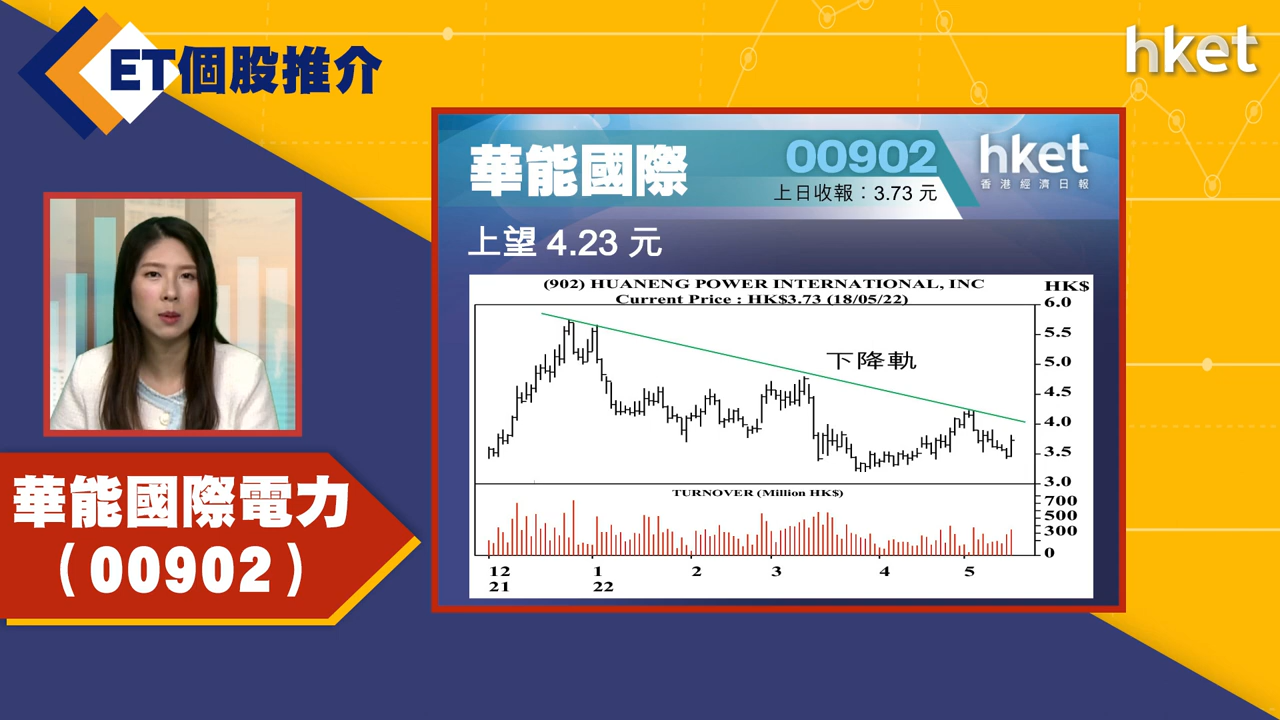 ET個股推介
hket
華能國際
00902
上日收報：3.73 元
hket
香港經濟日報
上望 4.23 元
(902) HUANENG POWER INTERNATIONAL, INC
Current Price : HK$3.73 (18/05/22)
HK$
6.0
5.5
5.0
4.5
4.0
3.5
3.0
下降軌
TURNOVER (Million HK$)
700
500
300
0
12 1 2 3 4 5
21 22
華能國際電力
（00902）